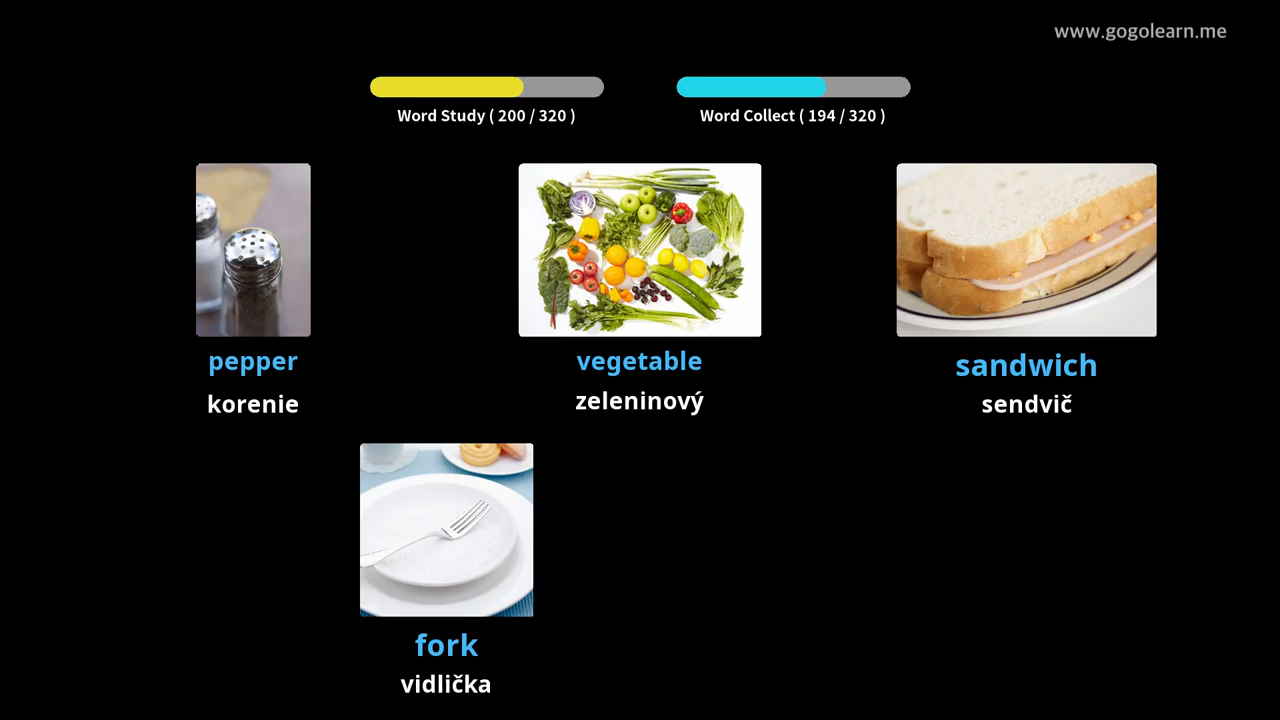 www.gogolearn.me
Word Study ( 200 / 320 )
Word Collect ( 194 / 320 )
pepper
korenie
vegetable
zeleninový
sandwich
sendvič
fork
vidlička